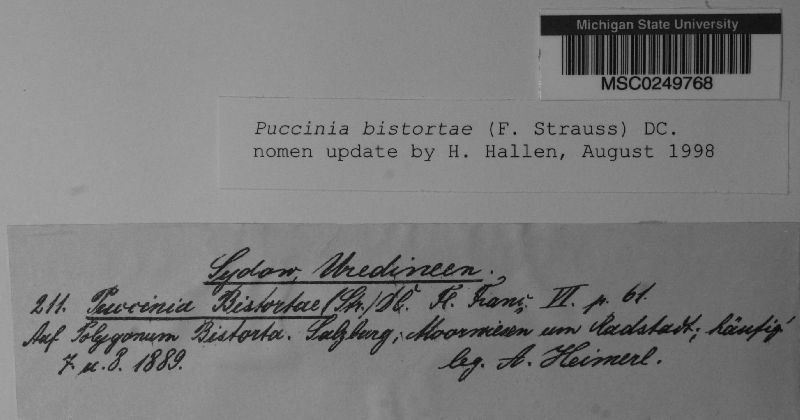 Michigan State University
MSC0249768
Puccinia bistortae (F. Strauss) DC.
nomen update by H. Hallen, August 1998
Sydow, Uredineen.
211. Puccinia Bistortae (Str.) DC. Fl. Franç. VI. p. 61.
Auf Polygonum Bistorta. Salzburg; Moorwiesen um Radstadt; häufig
7 u. 8. 1889. leg. A. Heimerl.